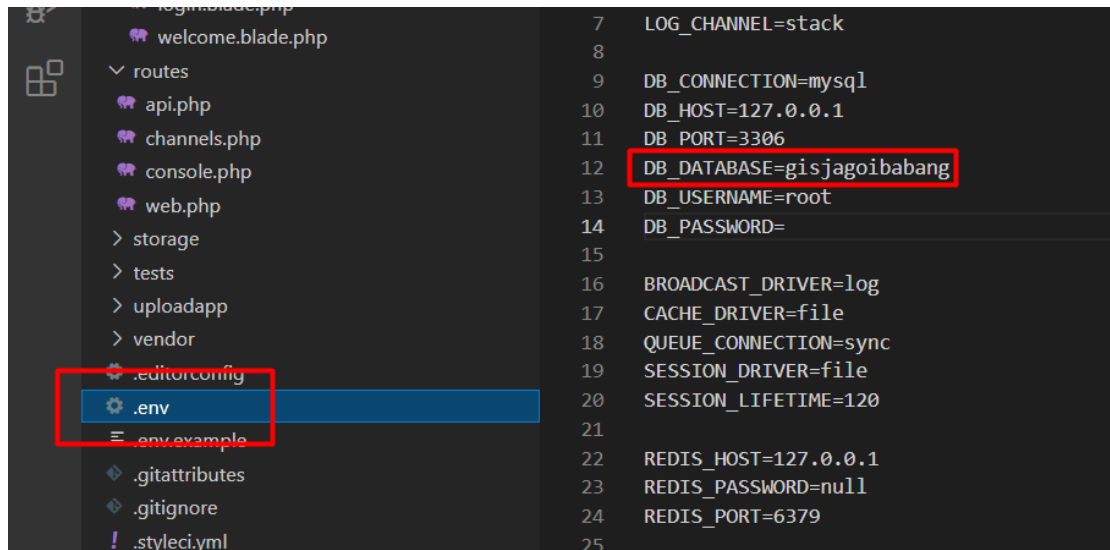 login.blade.php
welcome.blade.php
routes
api.php
channels.php
console.php
web.php
storage
tests
uploadapp
vendor
.editorconfig
.env
.env.example
.gitattributes
.gitignore
.styleci.yml
7 LOG_CHANNEL=stack
8
9 DB_CONNECTION=mysql
10 DB_HOST=127.0.0.1
11 DB_PORT=3306
12 DB_DATABASE=gisjagoibabang
13 DB_USERNAME=root
14 DB_PASSWORD=
15
16 BROADCAST_DRIVER=log
17 CACHE_DRIVER=file
18 QUEUE_CONNECTION=sync
19 SESSION_DRIVER=file
20 SESSION_LIFETIME=120
21
22 REDIS_HOST=127.0.0.1
23 REDIS_PASSWORD=null
24 REDIS_PORT=6379
25